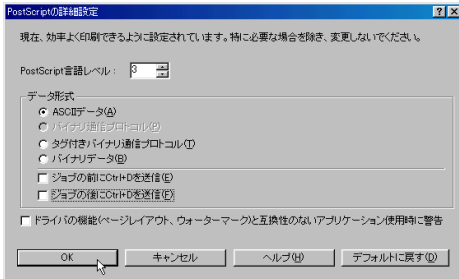 PostScriptの詳細設定
現在、効率よく印刷できるように設定されています。特に必要な場合を除き、変更しないでください。
PostScript言語レベル： 3
データ形式
ASCIIデータ(A)
バイナリ通信プロトコル(P)
タグ付きバイナリ通信プロトコル(T)
バイナリデータ(B)
ジョブの前にCtrl+Dを送信(E)
ジョブの後にCtrl+Dを送信(F)
ドライバの機能(ページレイアウト、ウォーターマーク)と互換性のないアプリケーション使用時に警告
OK キャンセル ヘルプ(H) デフォルトに戻す(D)